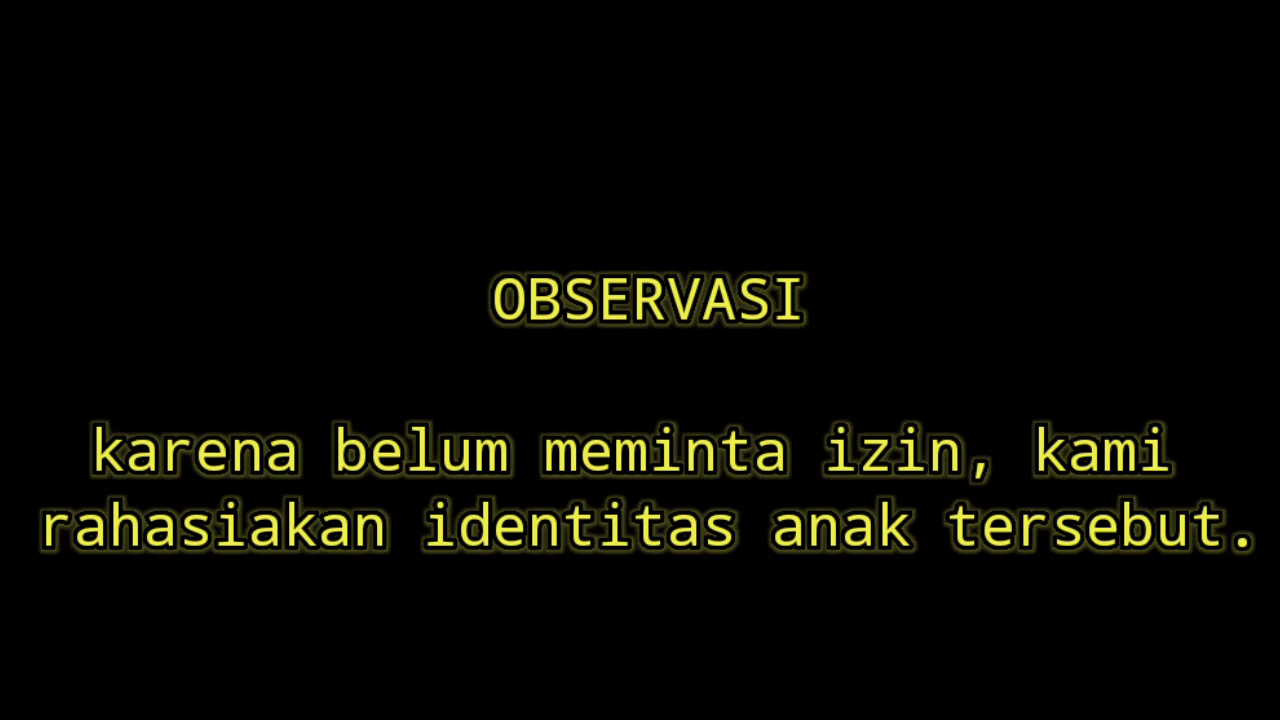 OBSERVASI
karena belum meminta izin, kami
rahasiakan identitas anak tersebut.